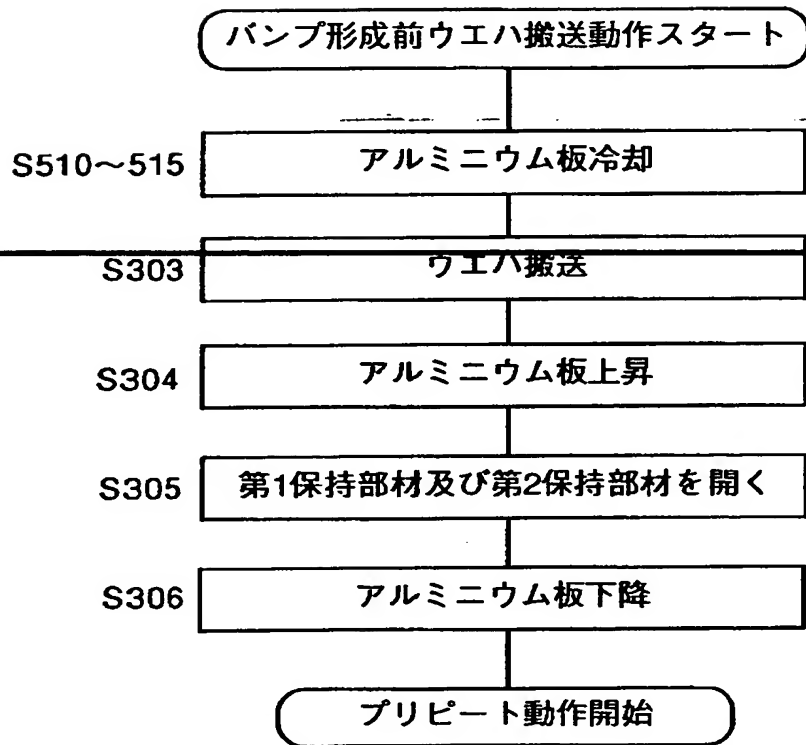 バンプ形成前ウエハ搬送動作スタート
S510〜515 アルミニウム板冷却
S303 ウエハ搬送
S304 アルミニウム板上昇
S305 第1保持部材及び第2保持部材を開く
S306 アルミニウム板下降
プリピート動作開始